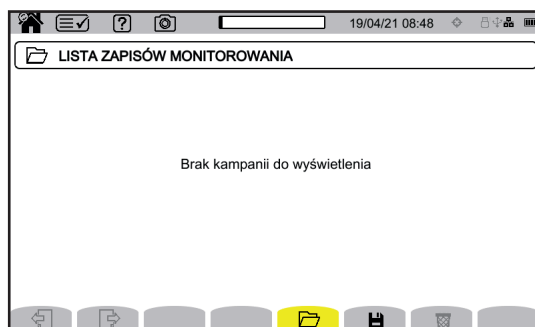 19/04/21 08:48
LISTA ZAPISÓW MONITOROWANIA
Brak kampanii do wyświetlenia